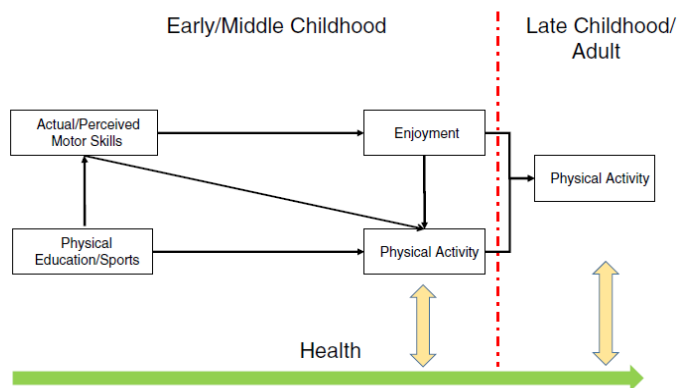 Early/Middle Childhood
Late Childhood/
Adult
Actual/Perceived
Motor Skills
Enjoyment
Physical Activity
Physical
Education/Sports
Physical Activity
Health